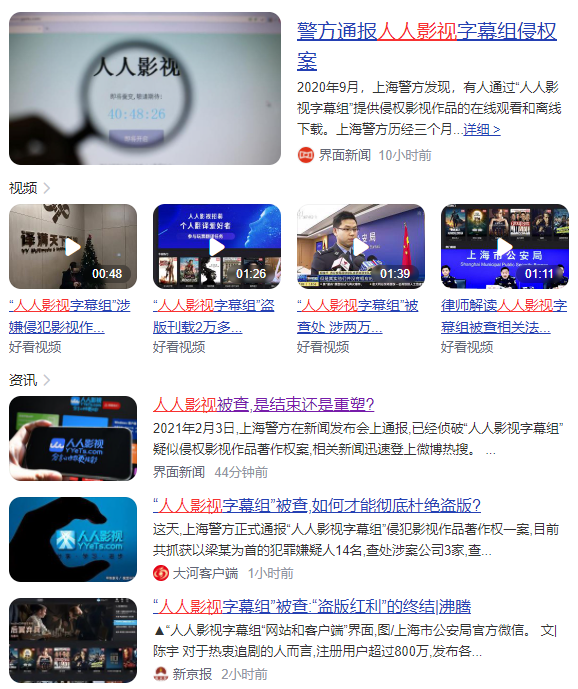 人人影视
40:48:26
警方通报人人影视字幕组侵权
案
2020年9月，上海警方发现，有人通过“人人影
视字幕组”提供侵权影视作品的在线观看和离线
下载。上海警方历经三个月...详细 >
界面新闻 10小时前
视频
译满天下
00:48
人人影视招募
个人影译爱好者
01:26
公安局
01:39
上海市公安局
01:11
“人人影视字幕组”涉
嫌侵犯影视作...
好看视频
“人人影视字幕组”盗
版刊载2万多...
好看视频
“人人影视字幕组”被
查处 涉两万...
好看视频
律师解读人人影视字
幕组被查相关法...
好看视频
资讯
人人影视
YYeTs.com
人人影视被查,是结束还是重塑?
2021年2月3日,上海警方在新闻发布会上通报,已经侦破“人人影视字幕组”
疑似侵权影视作品著作权案,相关新闻迅速登上微博热搜。 ...
界面新闻 44分钟前
人人影视
YYeTs.com
“人人影视字幕组”被查,如何才能彻底杜绝盗版?
这天,上海警方正式通报“人人影视字幕组”侵犯影视作品著作权一案,目前
共抓获以梁某为首的犯罪嫌疑人14名,查处涉案公司3家,查...
大河客户端 1小时前
“人人影视字幕组”被查:“盗版红利”的终结|沸腾
▲“人人影视字幕组“网站和客户端”界面,图/上海市公安局官方微信。 文|
陈宇 对于热衷追剧的人而言,注册用户超过800万,发布各...
新京报 2小时前